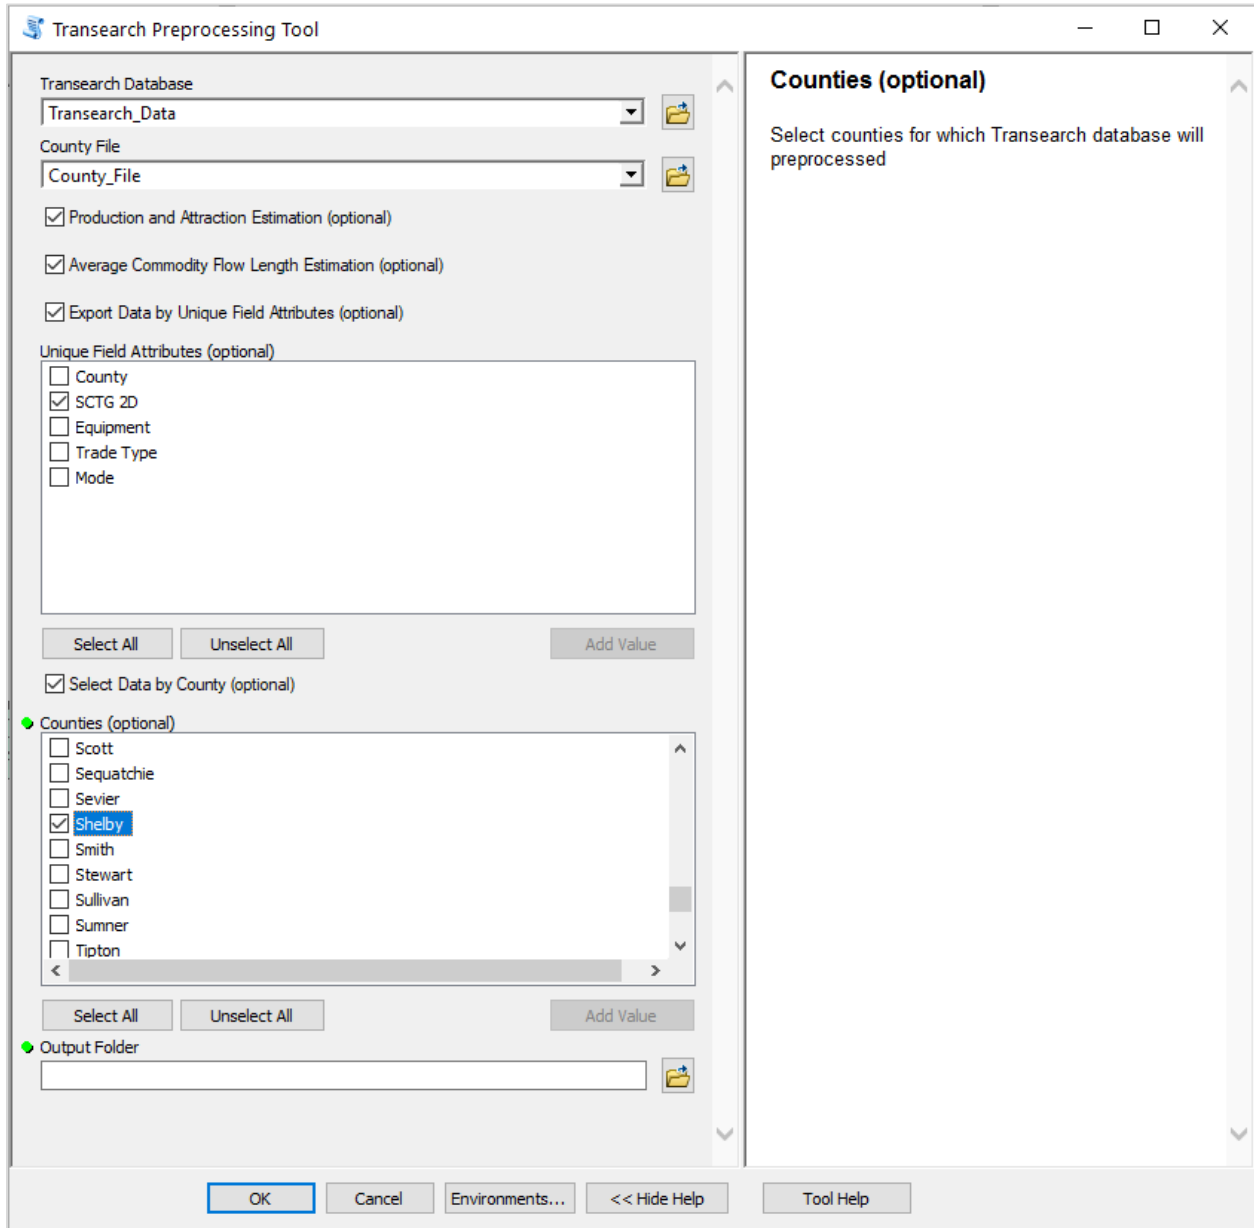 Transearch Preprocessing Tool
Transearch Database
Transearch_Data
County File
County_File
Production and Attraction Estimation (optional)
Average Commodity Flow Length Estimation (optional)
Export Data by Unique Field Attributes (optional)
Unique Field Attributes (optional)
County
SCTG 2D
Equipment
Trade Type
Mode
Select All
Unselect All
Add Value
Select Data by County (optional)
Counties (optional)
Scott
Sequatchie
Sevier
Shelby
Smith
Stewart
Sullivan
Sumner
Tipton
Select All
Unselect All
Add Value
Output Folder
Counties (optional)
Select counties for which Transearch database will
preprocessed
OK
Cancel
Environments...
<< Hide Help
Tool Help